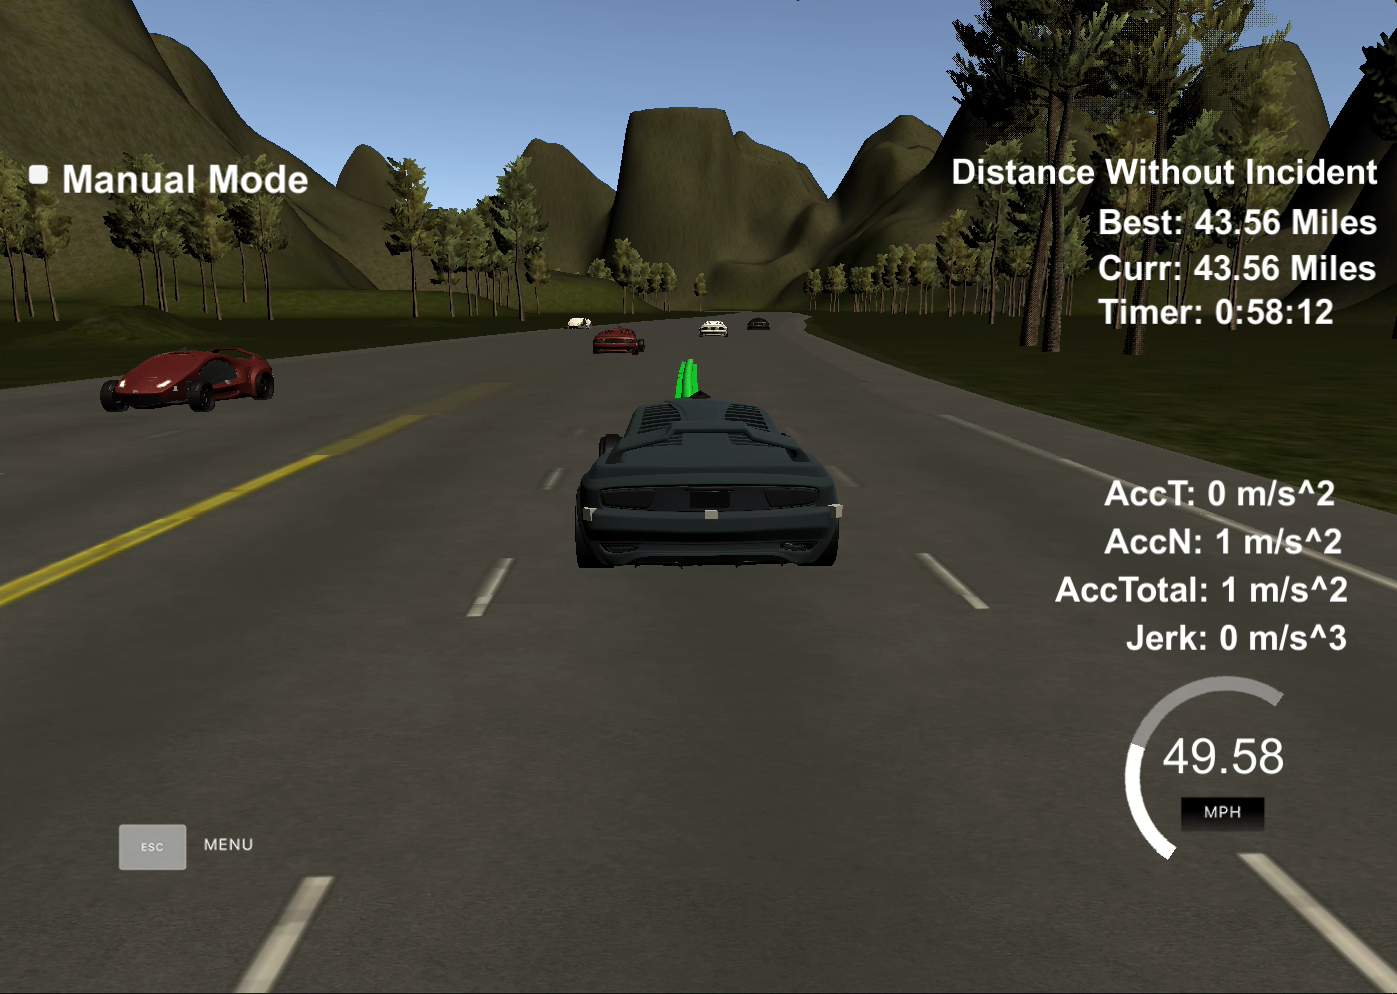 Manual Mode
Distance Without Incident
Best: 43.56 Miles
Curr: 43.56 Miles
Timer: 0:58:12
AccT: 0 m/s^2
AccN: 1 m/s^2
AccTotal: 1 m/s^2
Jerk: 0 m/s^3
49.58
MPH
ESC MENU